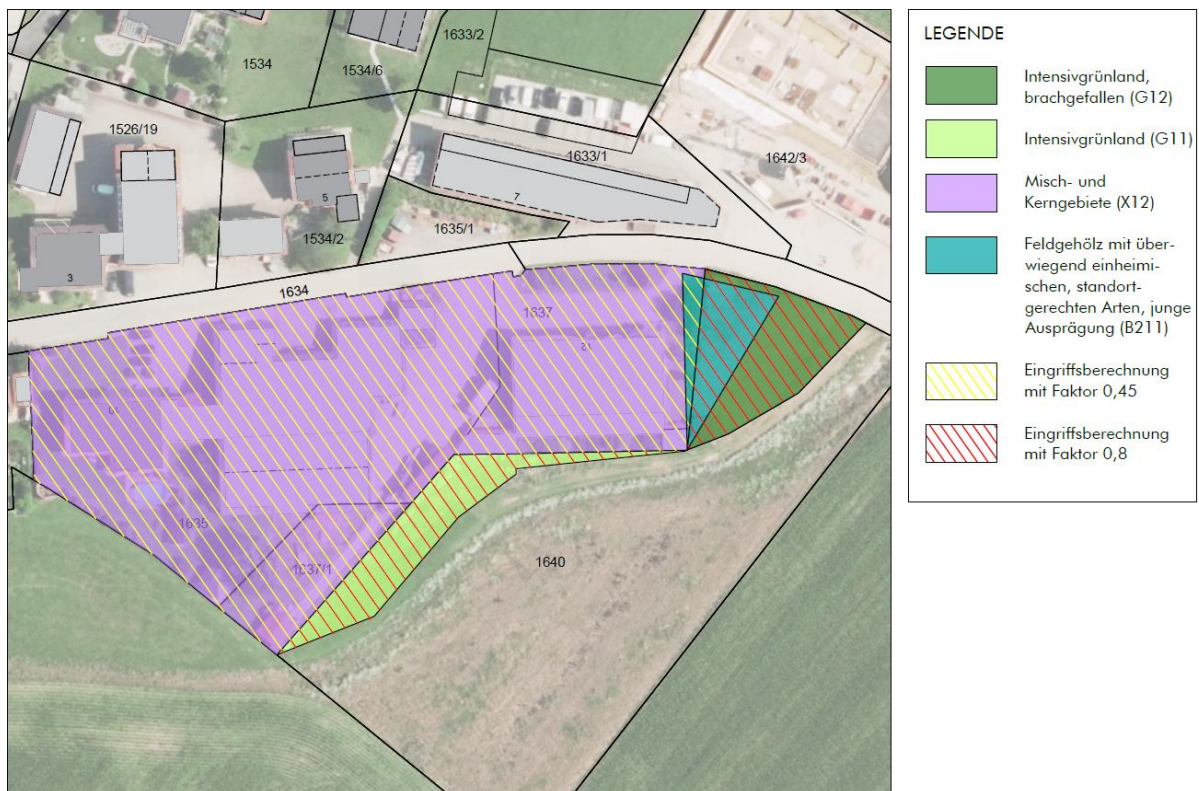 1633/2
1534
1534/6
1526/19
1633/1
1642/3
7
5
1635/1
1534/2
3
1634
1637
12
10
1635
1637/1
1640
LEGENDE
Intensivgrünland,
brachgefallen (G12)
Intensivgrünland (G11)
Misch- und
Kerngebiete (X12)
Feldgehölz mit über-
wiegend einheimi-
schen, standort-
gerechten Arten, junge
Ausprägung (B211)
Eingriffsberechnung
mit Faktor 0,45
Eingriffsberechnung
mit Faktor 0,8